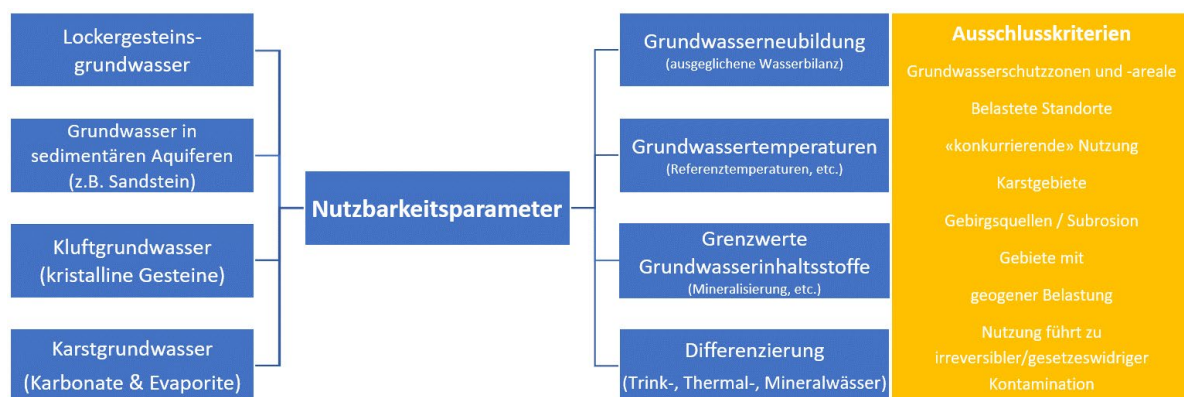 Lockergesteins-
grundwasser
Grundwasser in
sedimentären Aquiferen
(z.B. Sandstein)
Kluftgrundwasser
(kristalline Gesteine)
Karstgrundwasser
(Karbonate & Evaporite)
Nutzbarkeitsparameter
Grundwasserneubildung
(ausgeglichene Wasserbilanz)
Grundwassertemperaturen
(Referenztemperaturen, etc.)
Grenzwerte
Grundwasserinhaltsstoffe
(Mineralisierung, etc.)
Differenzierung
(Trink-, Thermal-, Mineralwässer)
Ausschlusskriterien
Grundwasserschutzzonen und -areale
Belastete Standorte
«konkurrierende» Nutzung
Karstgebiete
Gebirgsquellen / Subrosion
Gebiete mit
geogener Belastung
Nutzung führt zu
irreversibler/gesetzeswidriger
Kontamination